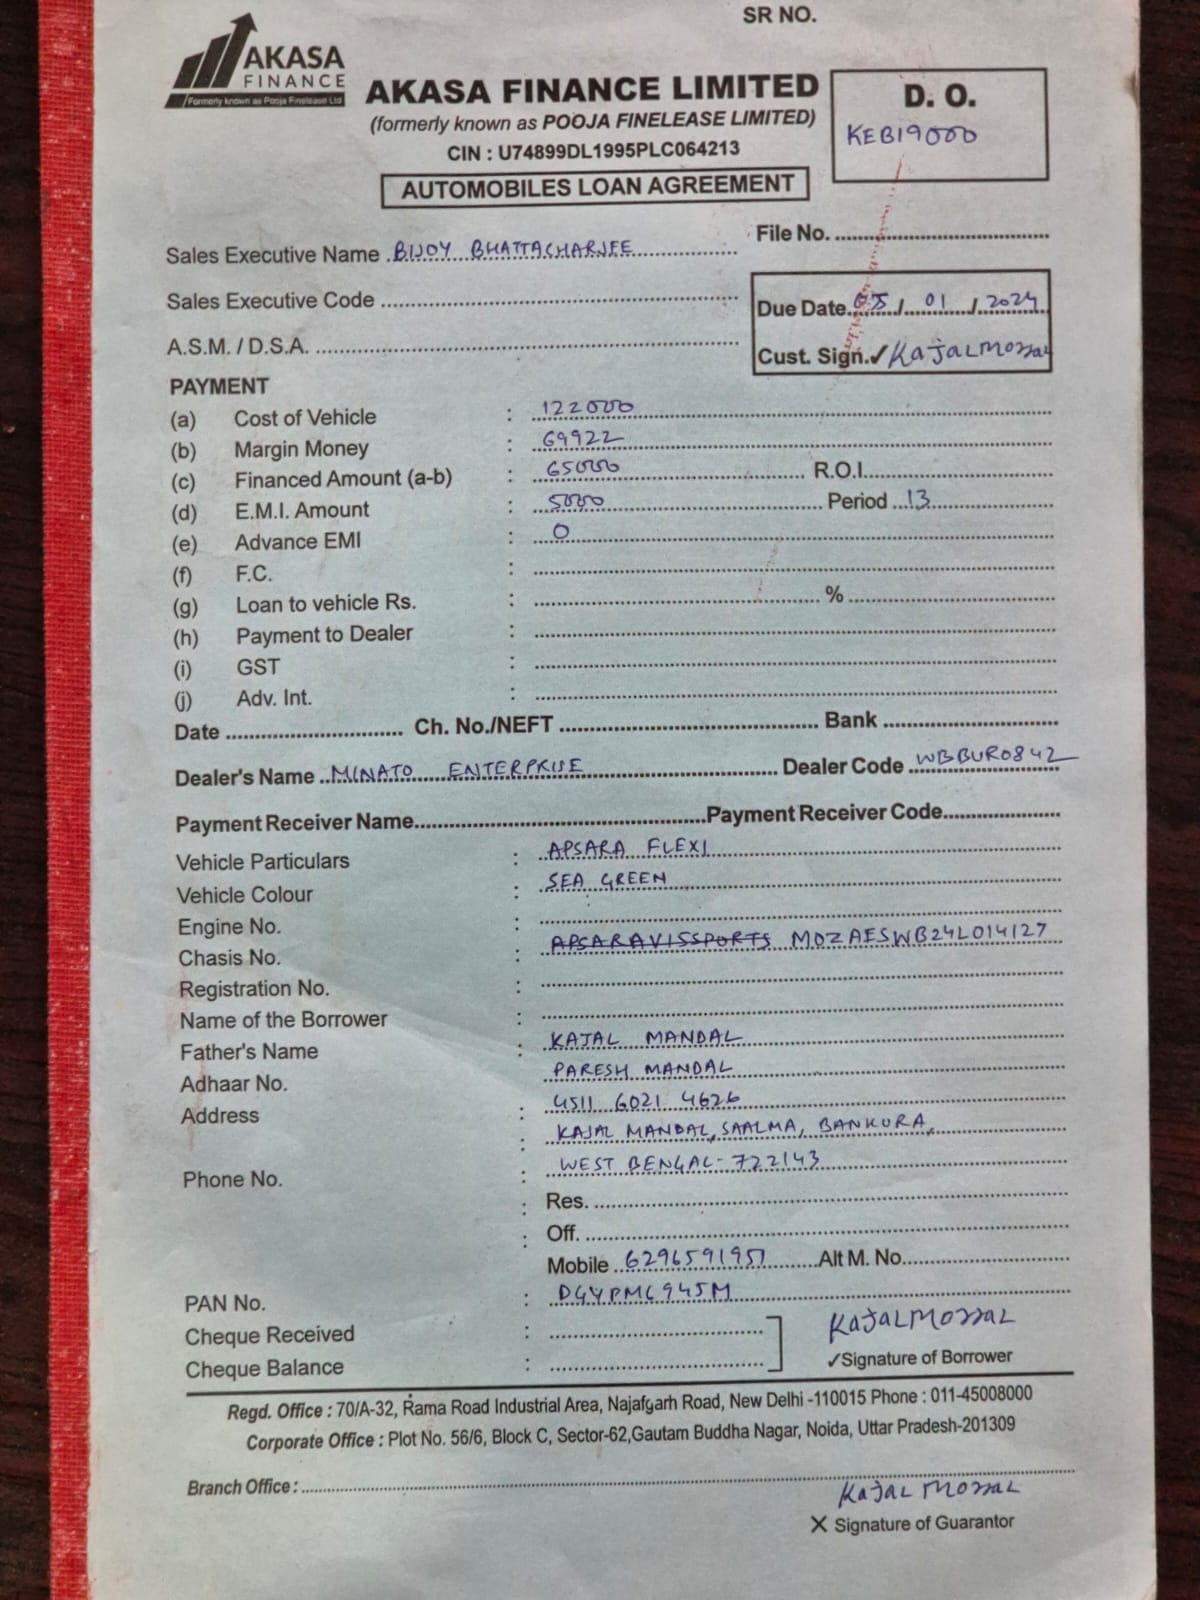 SR NO.
AKASA
FINANCE
Formerly known as Pooja Finelease Ltd
AKASA FINANCE LIMITED
(formerly known as POOJA FINELEASE LIMITED)
CIN : U74899DL1995PLC064213
AUTOMOBILES LOAN AGREEMENT
D. O.
KEB19000
File No.
Sales Executive Name BIJOY BHATTACHARJEE
Sales Executive Code
Due Date 05/01/2024
A.S.M. / D.S.A.
Cust. Sign.✓ KAJALMONDAL
PAYMENT
(a) Cost of Vehicle : 122000
(b) Margin Money : 69922
(c) Financed Amount (a-b) : 65000 R.O.I.
(d) E.M.I. Amount : 5000 Period 13
(e) Advance EMI : 0
(f) F.C. :
(g) Loan to vehicle Rs. : %
(h) Payment to Dealer :
(i) GST :
(j) Adv. Int. :
Date Ch. No./NEFT Bank
Dealer's Name MINATO ENTERPRISE Dealer Code WBBUR0842
Payment Receiver Name Payment Receiver Code
Vehicle Particulars : APSARA FLEXI
Vehicle Colour : SEA GREEN
Engine No. :
Chasis No. : APSARAVISSPORTS MOZAESWB24L014127
Registration No. :
Name of the Borrower : KAJAL MANDAL
Father's Name : PARESH MANDAL
Adhaar No. : 4511 6021 4626
Address : KAJAL MANDAL, SAALMA, BANKURA,
: WEST BENGAL- 722143
Phone No. : Res.
: Off.
Mobile 6296591957 Alt M. No.
PAN No. : DGYPM6945M
Cheque Received :
KAJALMONDAL
Cheque Balance :
✓Signature of Borrower
Regd. Office : 70/A-32, Rama Road Industrial Area, Najafgarh Road, New Delhi -110015 Phone : 011-45008000
Corporate Office : Plot No. 56/6, Block C, Sector-62,Gautam Buddha Nagar, Noida, Uttar Pradesh-201309
Branch Office :
KAJAL MONDAL
X Signature of Guarantor